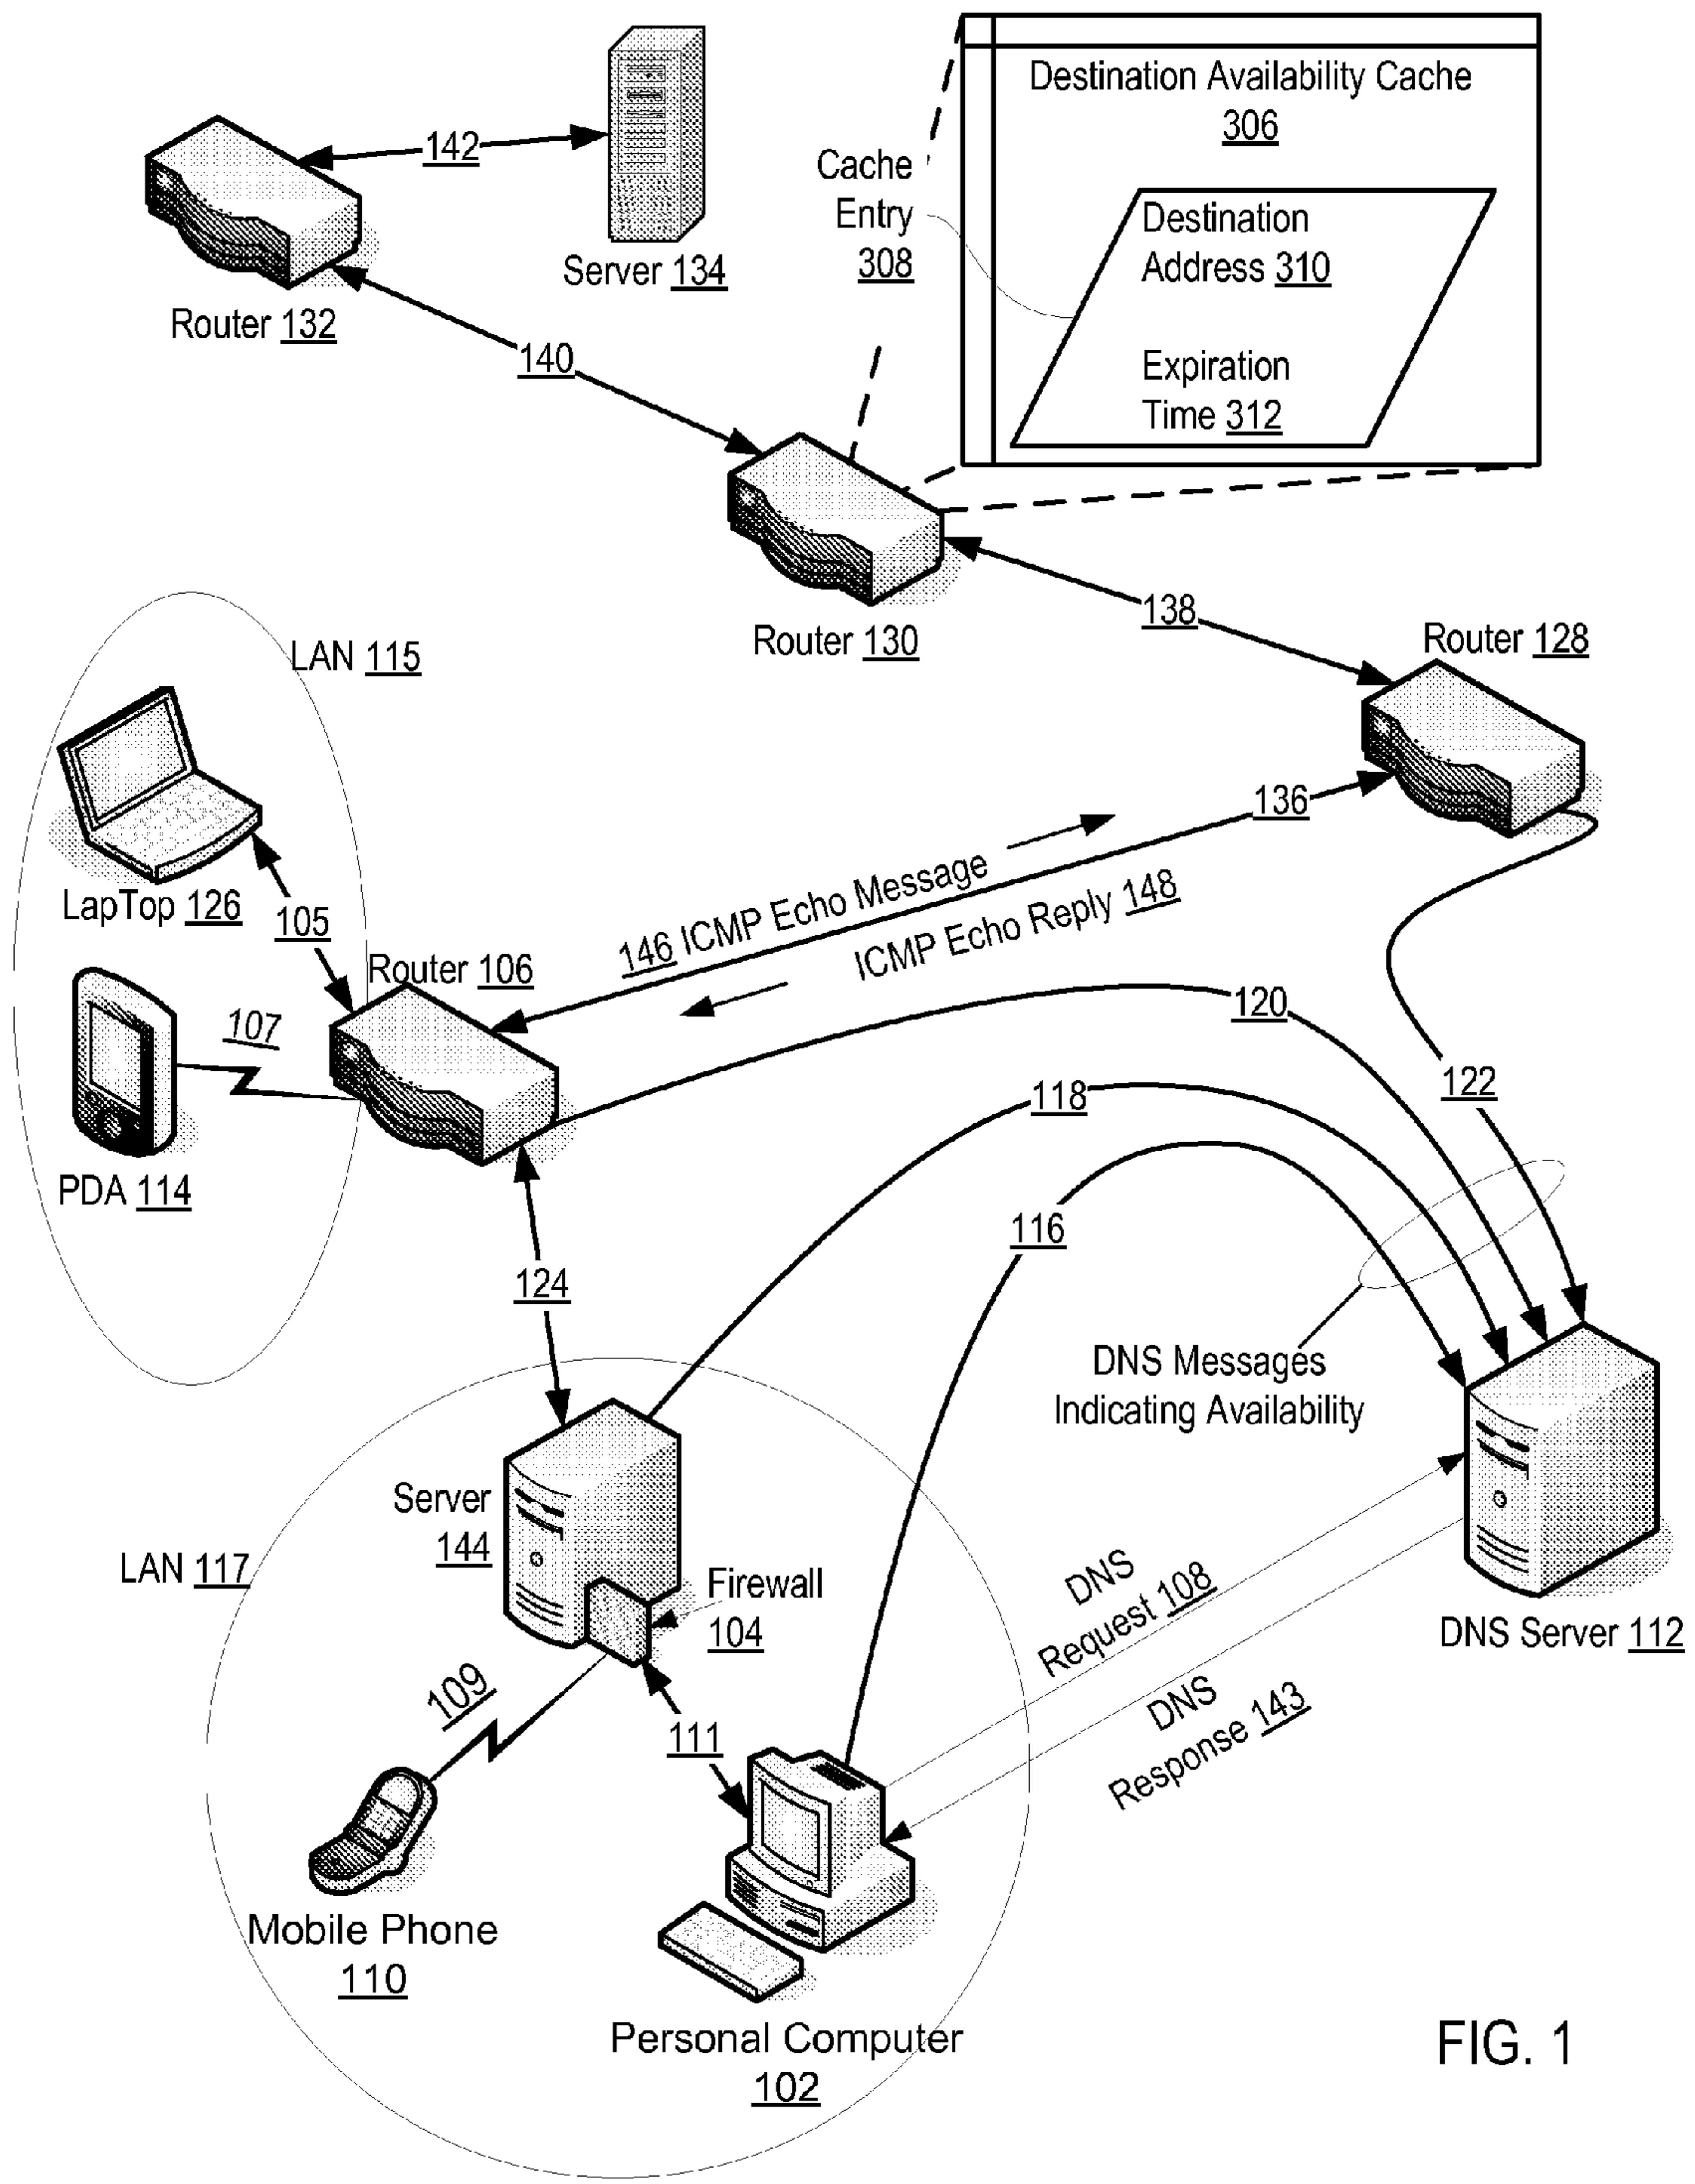 142
Server 134
Router 132
140
Destination Availability Cache
306
Cache
Entry
308
Destination
Address 310
Expiration
Time 312
Router 130
138
Router 128
LAN 115
LapTop 126
105
136
146 ICMP Echo Message
ICMP Echo Reply 148
Router 106
107
PDA 114
120
118
122
116
124
DNS Messages
Indicating Availability
Server
144
LAN 117
Firewall
104
DNS
Request 108
DNS Server 112
109
111
DNS
Response 143
Mobile Phone
110
Personal Computer
102
FIG. 1